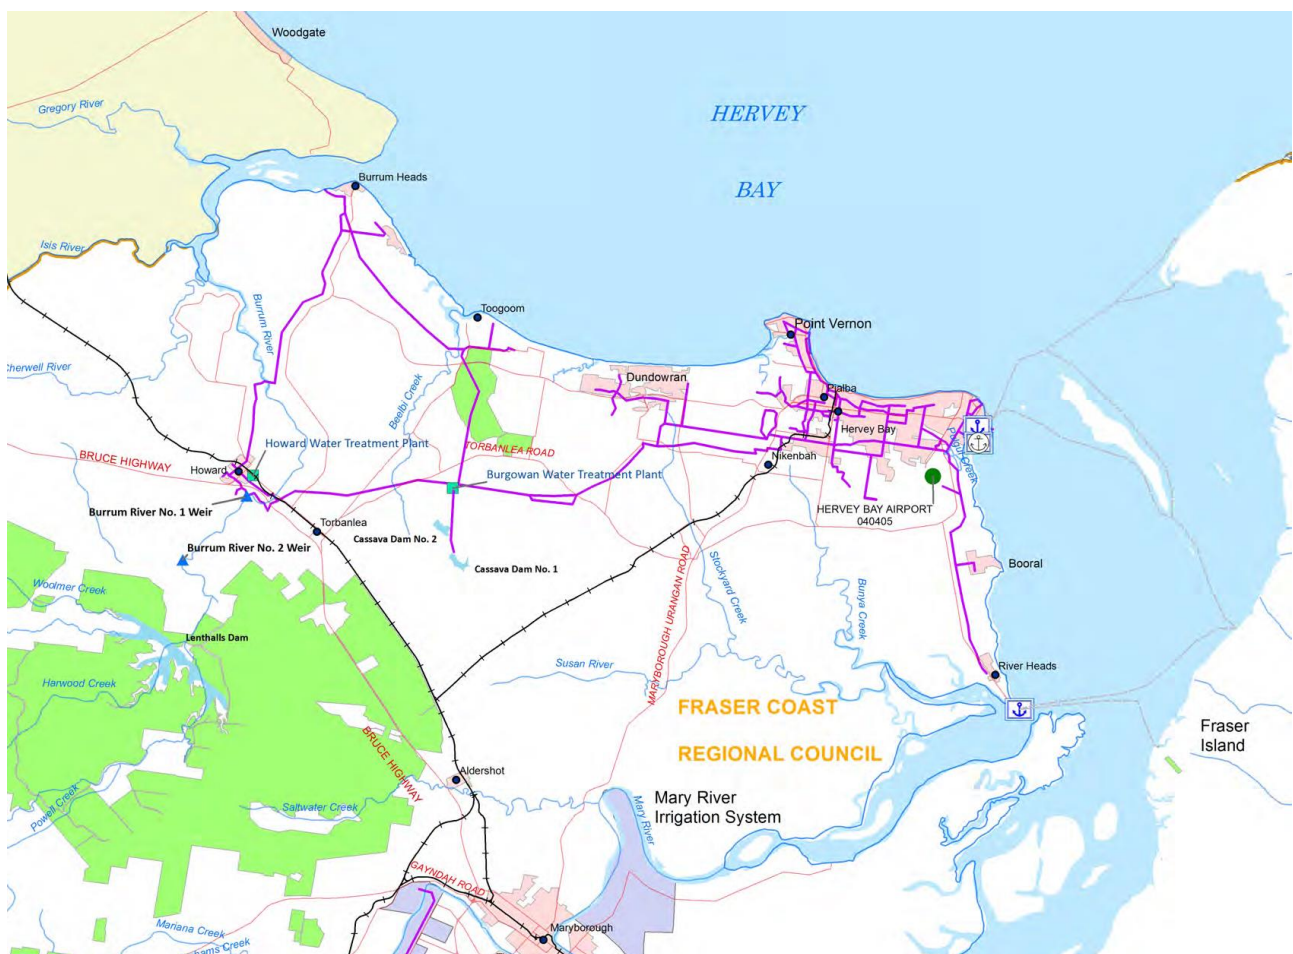 Woodgate
Gregory River
HERVEY
BAY
Burrum Heads
Isis River
Burrum River
Toogoom
Point Vernon
Cherwell River
Beelbi Creek
Dundowran
Pialba
Howard Water Treatment Plant
TORBANLEA ROAD
Hervey Bay
Pulgul Creek
BRUCE HIGHWAY
Howard
Burgowan Water Treatment Plant
Nikenbah
Burrum River No. 1 Weir
HERVEY BAY AIRPORT
040405
Torbanlea
Cassava Dam No. 2
Burrum River No. 2 Weir
Cassava Dam No. 1
Booral
Woolmer Creek
Stockyard Creek
Bunya Creek
MARYBOROUGH URANGAN ROAD
Lenthalls Dam
Susan River
River Heads
Harwood Creek
FRASER COAST
REGIONAL COUNCIL
Fraser
Island
BRUCE HIGHWAY
Aldershot
Powell Creek
Saltwater Creek
Mary River
Irrigation System
Mary River
GAYNDAH ROAD
Mariana Creek
Maryborough
hams Creek